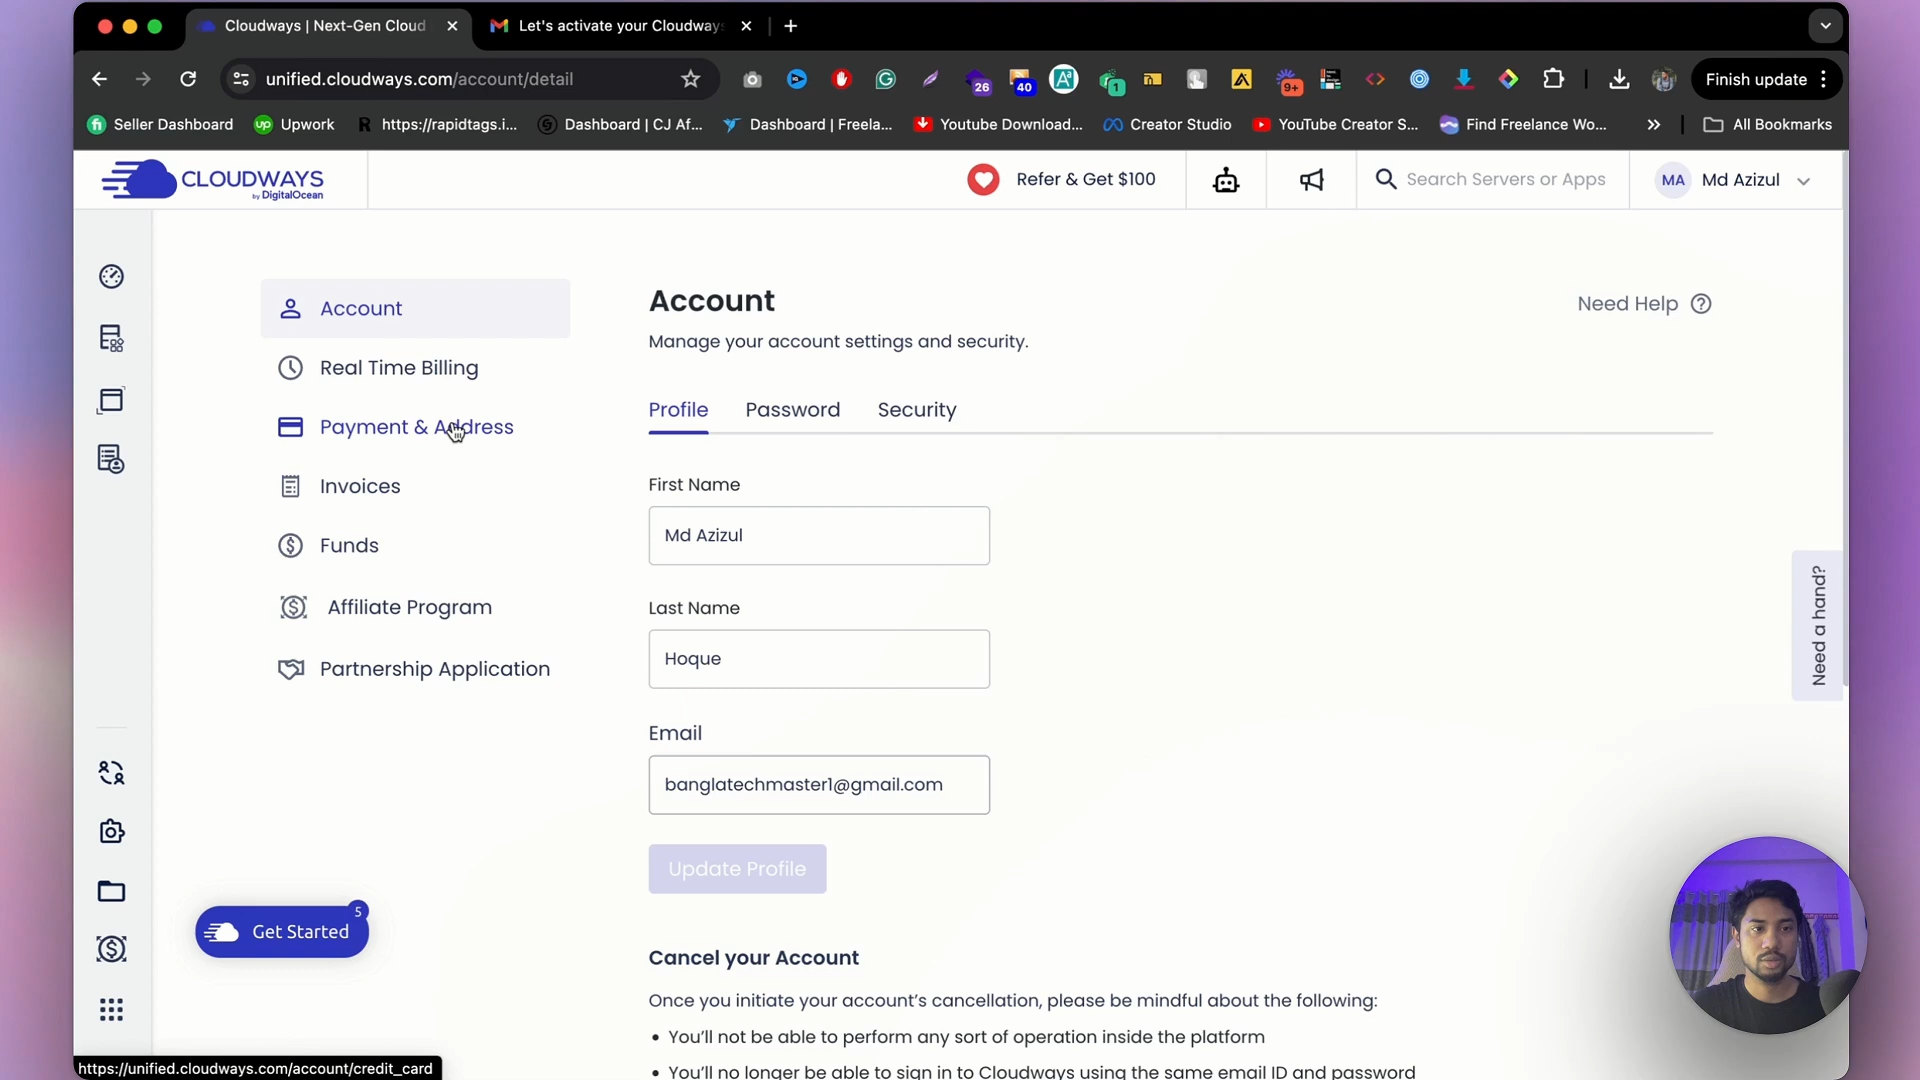 Cloudways | Next-Gen Cloud
Let's activate your Cloudways
unified.cloudways.com/account/detail
26
40
1
9+
Finish update
Seller Dashboard
Upwork
https://rapidtags.i...
Dashboard | CJ Af...
Dashboard | Freela...
Youtube Download...
Creator Studio
YouTube Creator S...
Find Freelance Wo...
All Bookmarks
CLOUDWAYS
by DigitalOcean
Refer & Get $100
Search Servers or Apps
MA
Md Azizul
Account
Real Time Billing
Payment & Address
Invoices
Funds
Affiliate Program
Partnership Application
Account
Need Help
Manage your account settings and security.
Profile
Password
Security
First Name
Md Azizul
Last Name
Hoque
Email
banglatechmaster1@gmail.com
Update Profile
Need a hand?
5
Get Started
Cancel your Account
Once you initiate your account's cancellation, please be mindful about the following:
• You'll not be able to perform any sort of operation inside the platform
• You'll no longer be able to sign in to Cloudways using the same email ID and password
https://unified.cloudways.com/account/credit_card